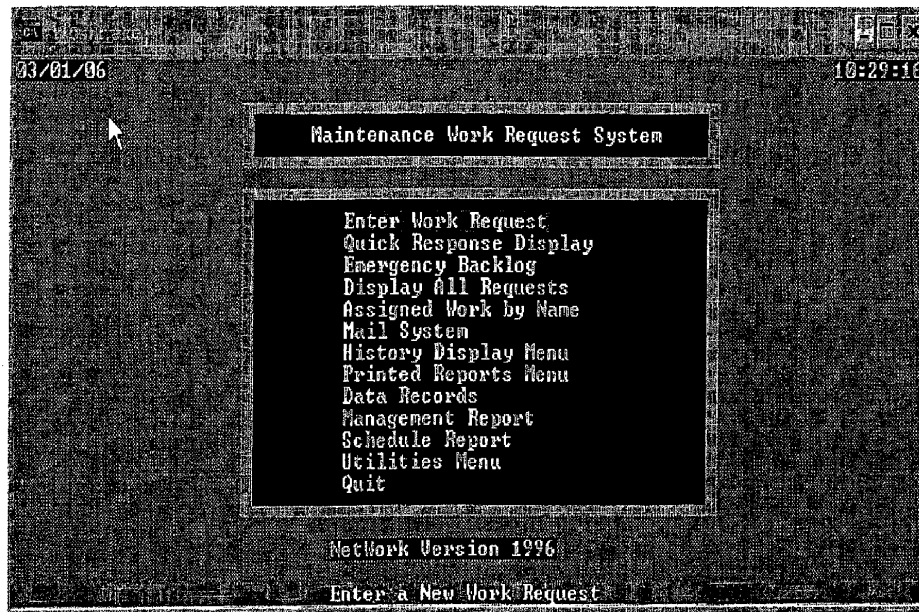 03/01/06
10:29:16
Maintenance Work Request System
Enter Work Request
Quick Response Display
Emergency Backlog
Display All Requests
Assigned Work by Name
Mail System
History Display Menu
Printed Reports Menu
Data Records
Management Report
Schedule Report
Utilities Menu
Quit
NetWork Version 1996
Enter a New Work Request